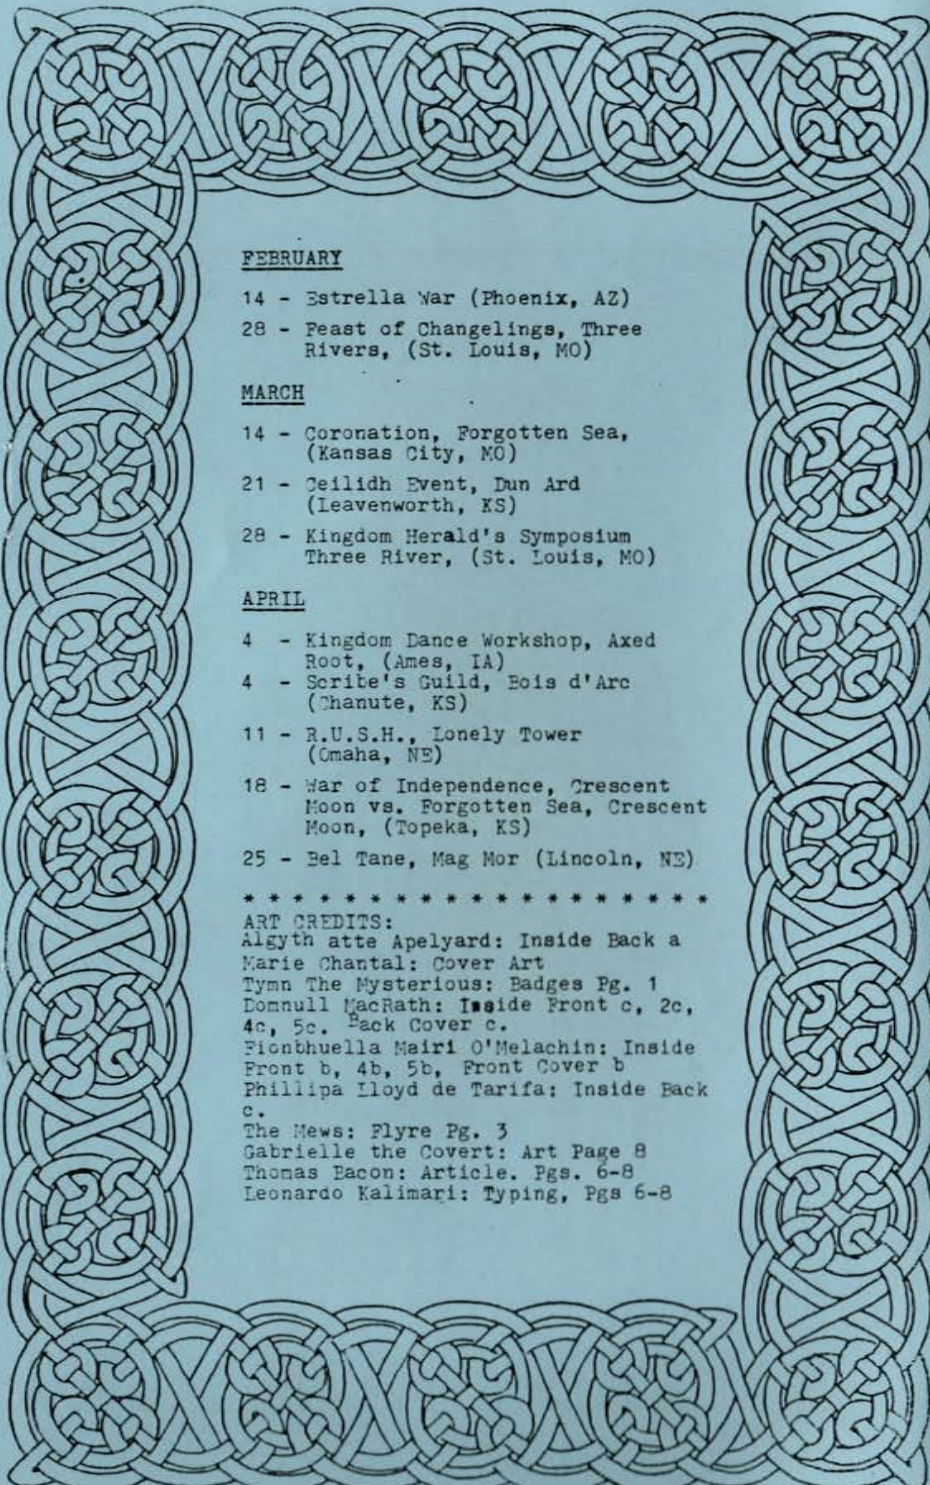 FEBRUARY
14 - Estrella War (Phoenix, AZ)
28 - Feast of Changelings, Three
Rivers, (St. Louis, MO)
MARCH
14 - Coronation, Forgotten Sea,
(Kansas City, MO)
21 - Ceilidh Event, Dun Ard
(Leavenworth, KS)
28 - Kingdom Herald's Symposium
Three River, (St. Louis, MO)
APRIL
4 - Kingdom Dance Workshop, Axed
Root, (Ames, IA)
4 - Scribe's Guild, Bois d'Arc
(Chanute, KS)
11 - R.U.S.H., Lonely Tower
(Omaha, NE)
18 - War of Independence, Crescent
Moon vs. Forgotten Sea, Crescent
Moon, (Topeka, KS)
25 - Bel Tane, Mag Mor (Lincoln, NE)
* * * * * * * * * * * * * * * * * * *
ART CREDITS:
Algyth atte Apelyard: Inside Back a
Marie Chantal: Cover Art
Tymn The Mysterious: Badges Pg. 1
Domnull MacRath: Inside Front c, 2c,
4c, 5c. Back Cover c.
Fionbhuella Mairi O'Melachin: Inside
Front b, 4b, 5b, Front Cover b
Phillipa Lloyd de Tarifa: Inside Back
c.
The Mews: Flyre Pg. 3
Gabrielle the Covert: Art Page 8
Thomas Bacon: Article. Pgs. 6-8
Leonardo Kalimari: Typing, Pgs 6-8